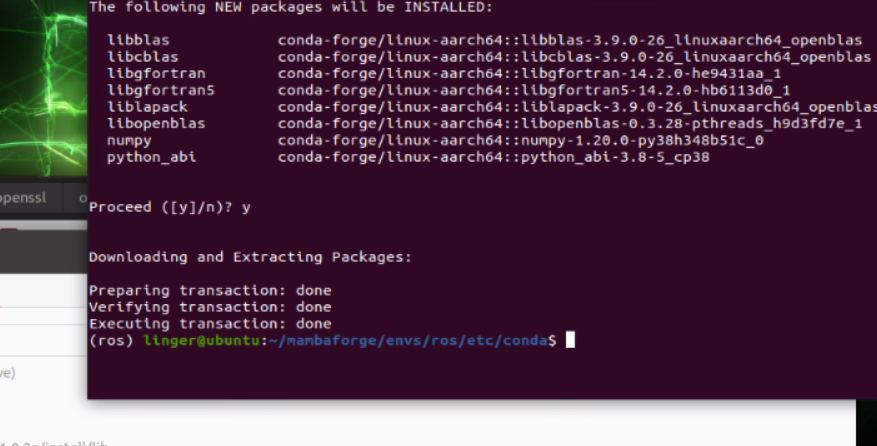 The following NEW packages will be INSTALLED:
libblas conda-forge/linux-aarch64::libblas-3.9.0-26_linuxaarch64_openblas
libcblas conda-forge/linux-aarch64::libcblas-3.9.0-26_linuxaarch64_openblas
libgfortran conda-forge/linux-aarch64::libgfortran-14.2.0-he9431aa_1
libgfortran5 conda-forge/linux-aarch64::libgfortran5-14.2.0-hb6113d0_1
liblapack conda-forge/linux-aarch64::liblapack-3.9.0-26_linuxaarch64_openblas
libopenblas conda-forge/linux-aarch64::libopenblas-0.3.28-pthreads_h9d3fd7e_1
numpy conda-forge/linux-aarch64::numpy-1.20.0-py38h348b51c_0
python_abi conda-forge/linux-aarch64::python_abi-3.8-5_cp38
openssl
Proceed ([y]/n)? y
Downloading and Extracting Packages:
Preparing transaction: done
Verifying transaction: done
Executing transaction: done
(ros) linger@ubuntu:~/mambaforge/envs/ros/etc/conda$
ve)